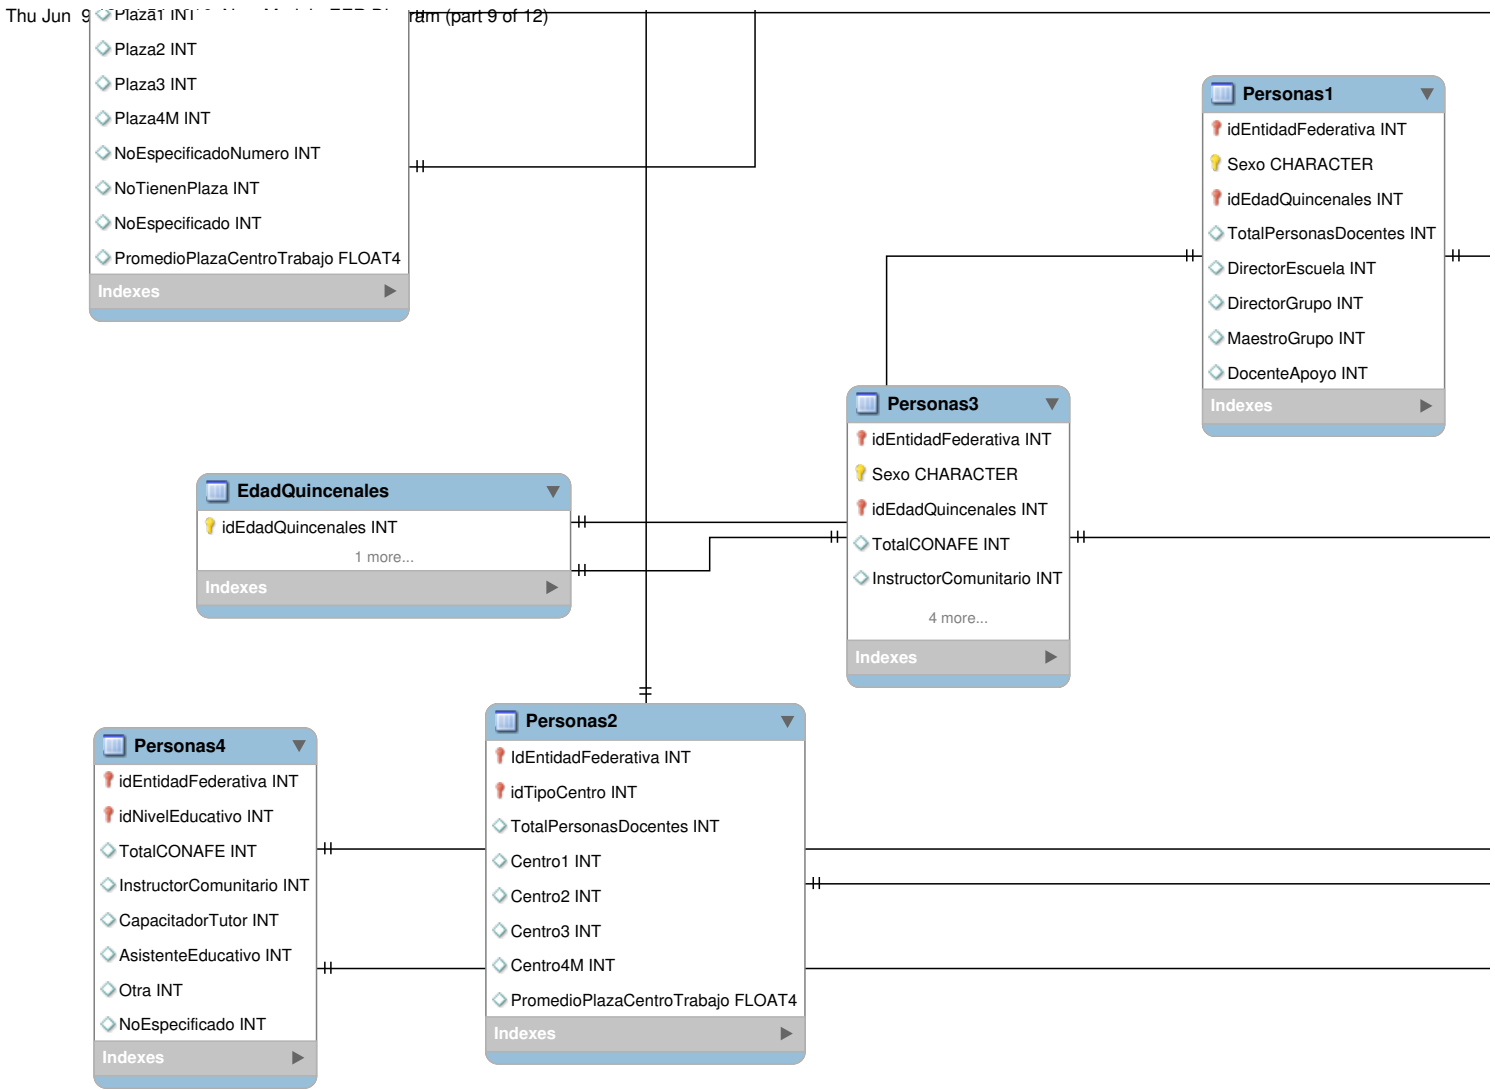 Thu Jun 9
ram (part 9 of 12)
Plaza1 INT
Plaza2 INT
Plaza3 INT
Plaza4M INT
NoEspecificadoNumero INT
NoTienenPlaza INT
NoEspecificado INT
PromedioPlazaCentroTrabajo FLOAT4
Indexes
Personas1
idEntidadFederativa INT
Sexo CHARACTER
idEdadQuincenales INT
TotalPersonasDocentes INT
DirectorEscuela INT
DirectorGrupo INT
MaestroGrupo INT
DocenteApoyo INT
Indexes
Personas3
idEntidadFederativa INT
Sexo CHARACTER
idEdadQuincenales INT
TotalCONAFE INT
InstructorComunitario INT
4 more...
Indexes
EdadQuincenales
idEdadQuincenales INT
1 more...
Indexes
Personas2
IdEntidadFederativa INT
idTipoCentro INT
TotalPersonasDocentes INT
Centro1 INT
Centro2 INT
Centro3 INT
Centro4M INT
PromedioPlazaCentroTrabajo FLOAT4
Indexes
Personas4
idEntidadFederativa INT
idNivelEducativo INT
TotalCONAFE INT
InstructorComunitario INT
CapacitadorTutor INT
AsistenteEducativo INT
Otra INT
NoEspecificado INT
Indexes